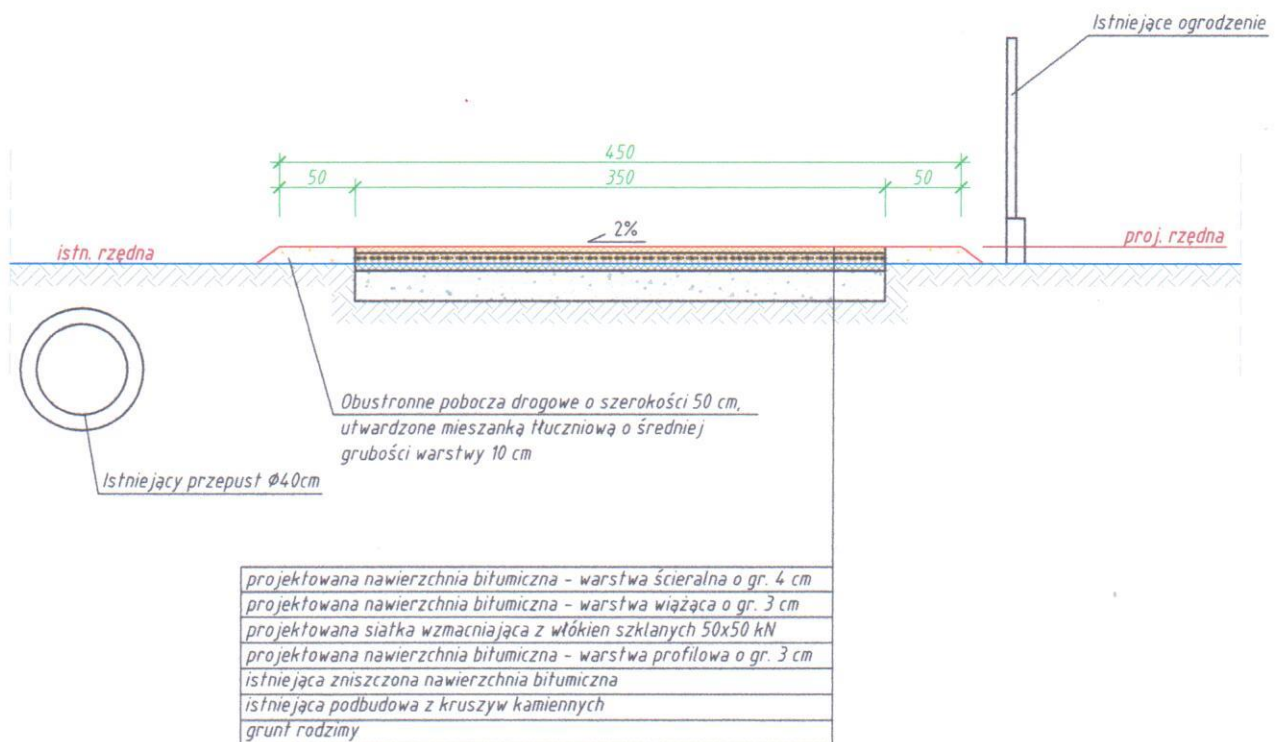 Istniejące ogrodzenie
450
50 350 50
2%
istn. rzędna
proj. rzędna
Obustronne pobocza drogowe o szerokości 50 cm,
utwardzone mieszanką tłuczniową o średniej
grubości warstwy 10 cm
Istniejący przepust Ø40cm
projektowana nawierzchnia bitumiczna - warstwa ścieralna o gr. 4 cm
projektowana nawierzchnia bitumiczna - warstwa wiążąca o gr. 3 cm
projektowana siatka wzmacniająca z włókien szklanych 50x50 kN
projektowana nawierzchnia bitumiczna - warstwa profilowa o gr. 3 cm
istniejąca zniszczona nawierzchnia bitumiczna
istniejąca podbudowa z kruszyw kamiennych
grunt rodzimy